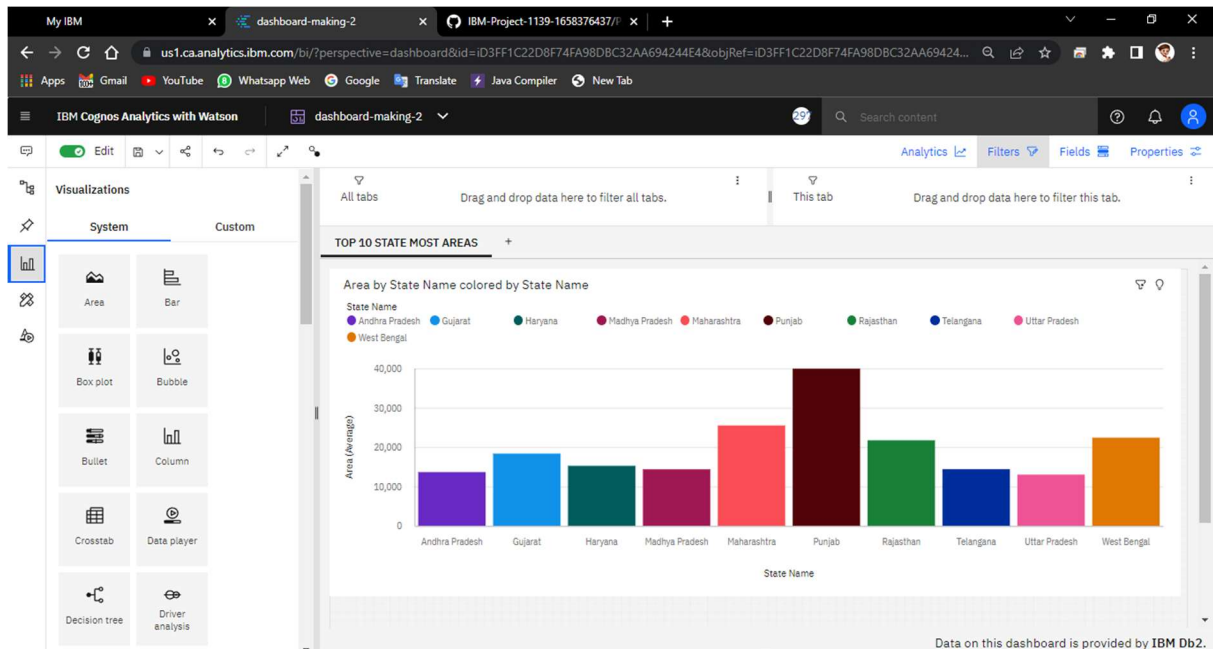 My IBM
dashboard-making-2
IBM-Project-1139-1658376437/P
us1.ca.analytics.ibm.com/bi/?perspective=dashboard&id=iD3FF1C22D8F74FA98DBC32AA694244E4&objRef=iD3FF1C22D8F74FA98DBC32AA69424...
Apps Gmail YouTube Whatsapp Web Google Translate Java Compiler New Tab
IBM Cognos Analytics with Watson dashboard-making-2 Search content
Edit Analytics Filters Fields Properties
Visualizations
System Custom
Area Bar
Box plot Bubble
Bullet Column
Crosstab Data player
Decision tree Driver analysis
All tabs Drag and drop data here to filter all tabs. This tab Drag and drop data here to filter this tab.
TOP 10 STATE MOST AREAS +
Area by State Name colored by State Name
State Name
Andhra Pradesh Gujarat Haryana Madhya Pradesh Maharashtra Punjab Rajasthan Telangana Uttar Pradesh
West Bengal
Area (Average)
40,000
30,000
20,000
10,000
0
Andhra Pradesh Gujarat Haryana Madhya Pradesh Maharashtra Punjab Rajasthan Telangana Uttar Pradesh West Bengal
State Name
Data on this dashboard is provided by IBM Db2.